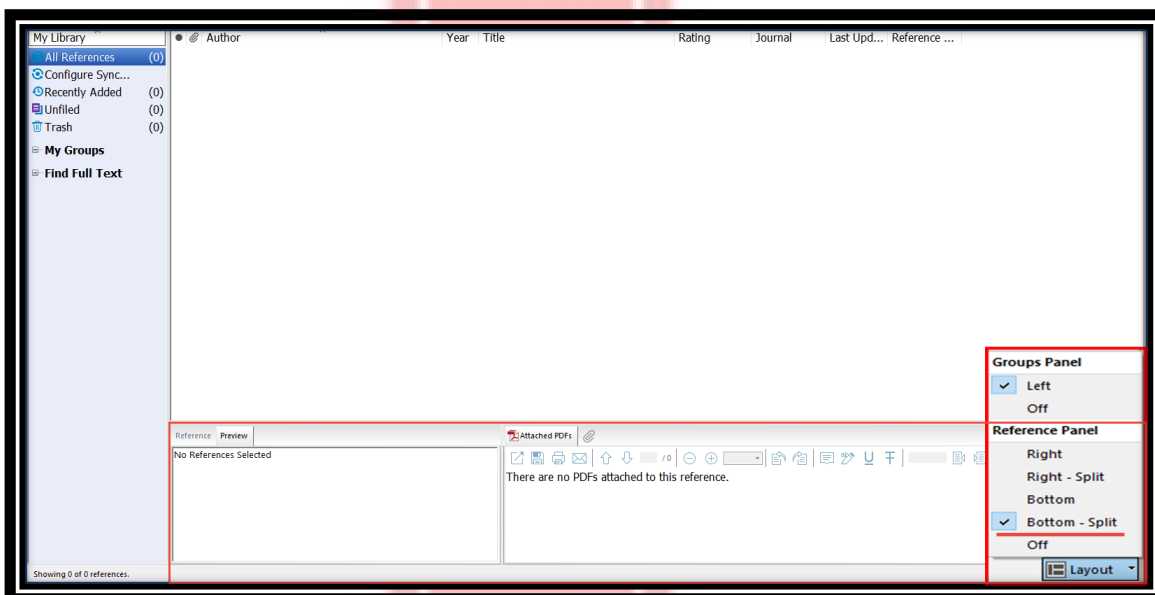 My Library
All References (0)
Configure Sync...
Recently Added (0)
Unfiled (0)
Trash (0)
My Groups
Find Full Text
Author Year Title Rating Journal Last Upd... Reference ...
Reference Preview
No References Selected
Attached PDFs
/0
There are no PDFs attached to this reference.
Groups Panel
Left
Off
Reference Panel
Right
Right - Split
Bottom
Bottom - Split
Off
Layout
Showing 0 of 0 references.